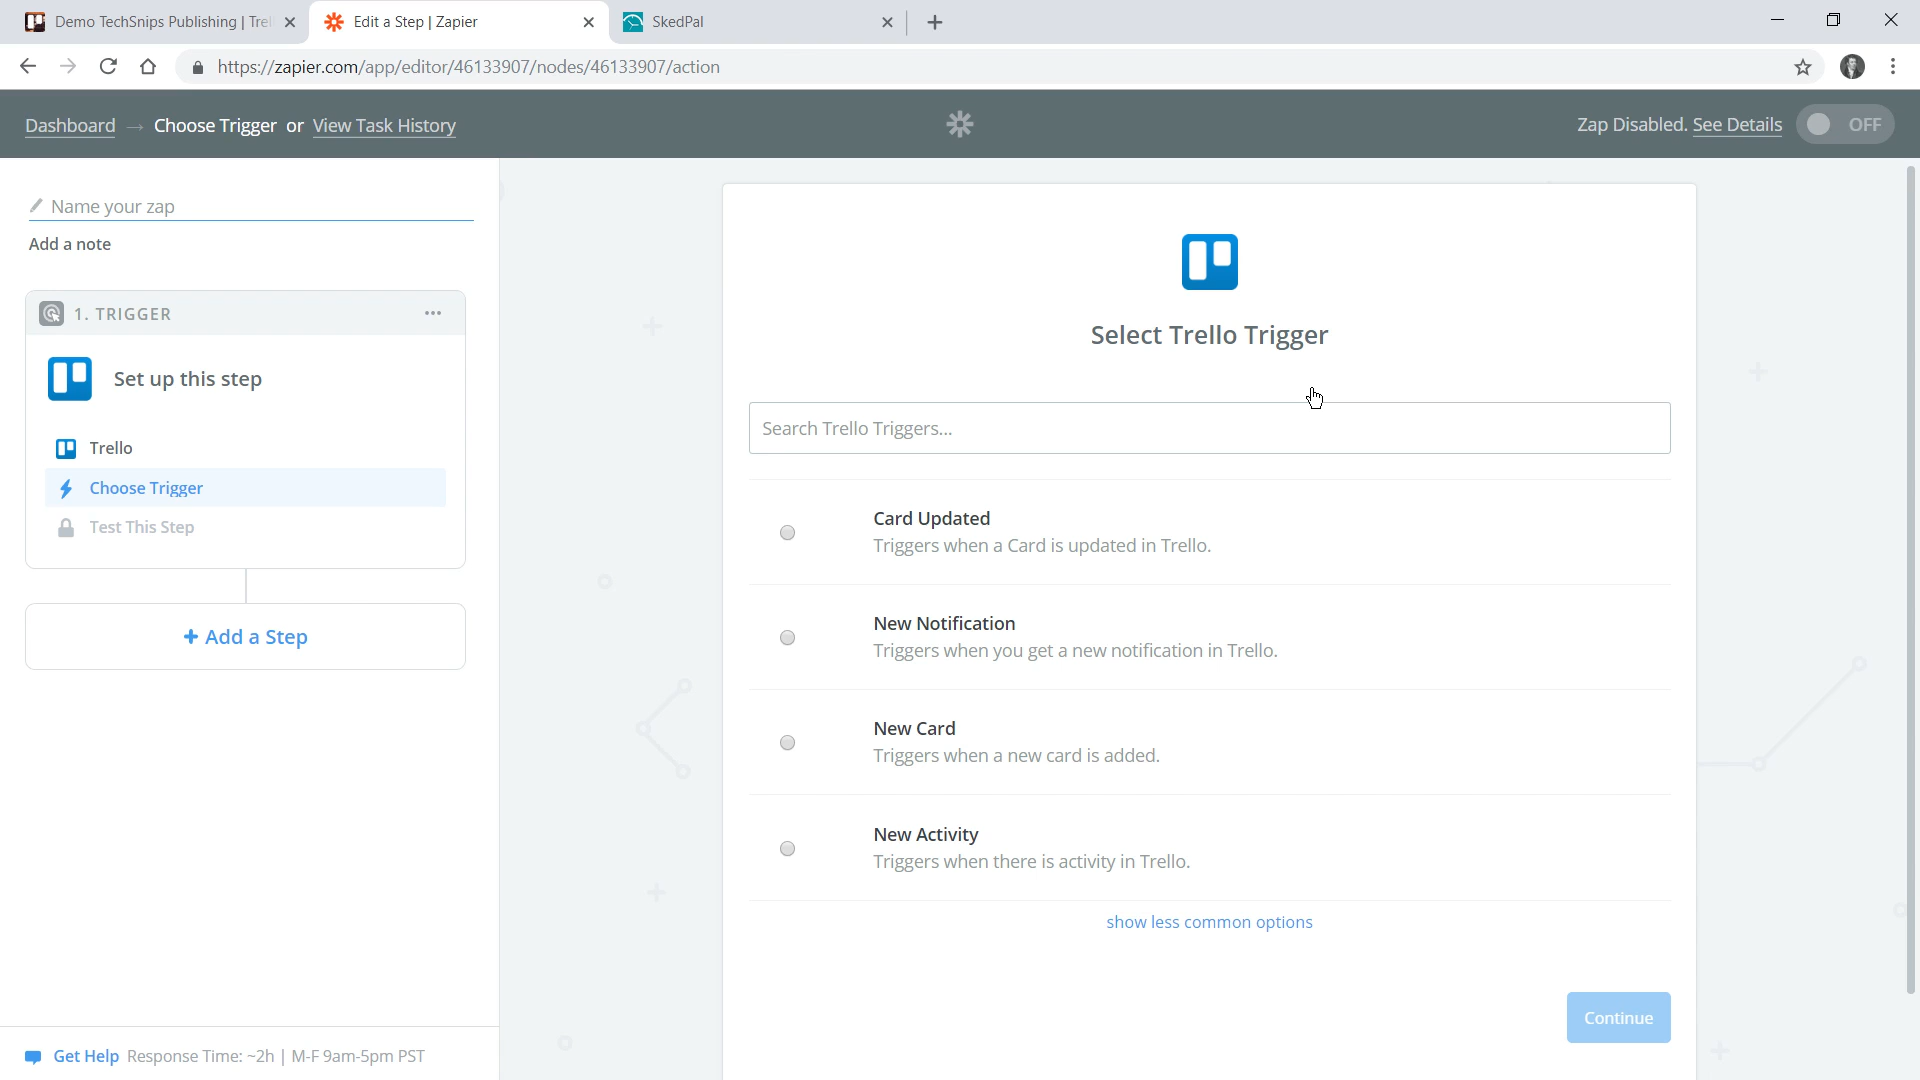 Demo TechSnips Publishing | Trel
Edit a Step | Zapier
SkedPal
https://zapier.com/app/editor/46133907/nodes/46133907/action
Dashboard → Choose Trigger or View Task History
Zap Disabled. See Details
OFF
Name your zap
Add a note
1. TRIGGER
Set up this step
Trello
Choose Trigger
Test This Step
+ Add a Step
Get Help Response Time: ~2h | M-F 9am-5pm PST
Select Trello Trigger
Search Trello Triggers...
Card Updated
Triggers when a Card is updated in Trello.
New Notification
Triggers when you get a new notification in Trello.
New Card
Triggers when a new card is added.
New Activity
Triggers when there is activity in Trello.
show less common options
Continue